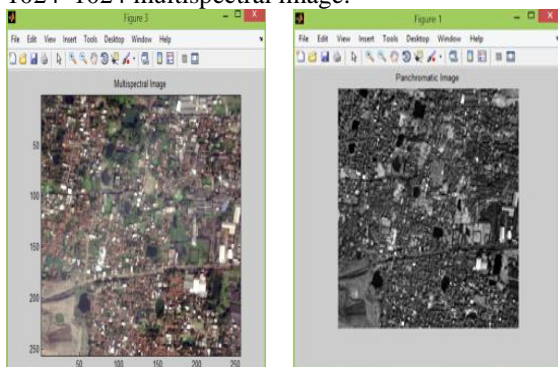 1024*1024 multispectral image.
Figure 3
File Edit View Insert Tools Desktop Window Help
Multispectral Image
50
100
150
200
250
50 100 150 200 250
Figure 1
File Edit View Insert Tools Desktop Window Help
Panchromatic Image